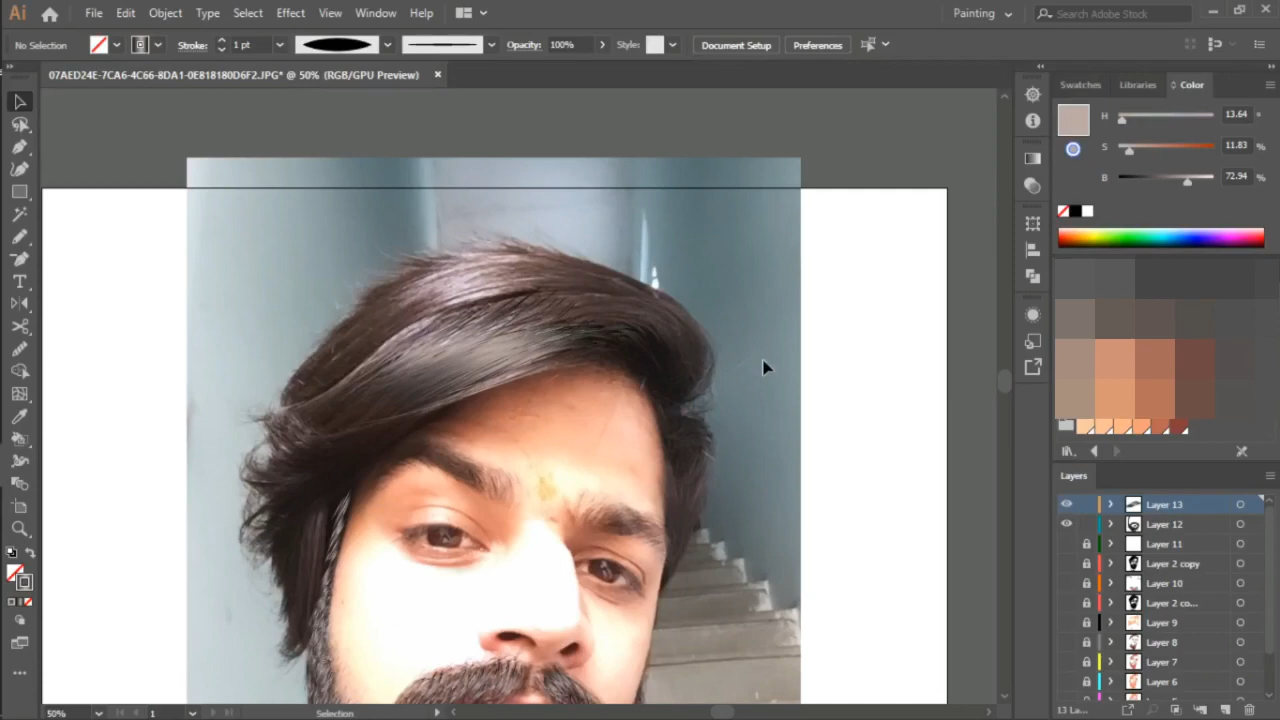 Ai File Edit Object Type Select Effect View Window Help Painting Search Adobe Stock
No Selection Stroke: 1 pt Opacity: 100% Style: Document Setup Preferences
07AED24E-7CA6-4C66-8DA1-0E818180D6F2.JPG* @ 50% (RGB/GPU Preview) ×
Swatches Libraries Color
H 13.64 °
S 11.83 %
B 72.94 %
Layers
Layer 13
Layer 12
Layer 11
Layer 2 copy
Layer 10
Layer 2 co...
Layer 9
Layer 8
Layer 7
Layer 6
50% 1 Selection 13 La...